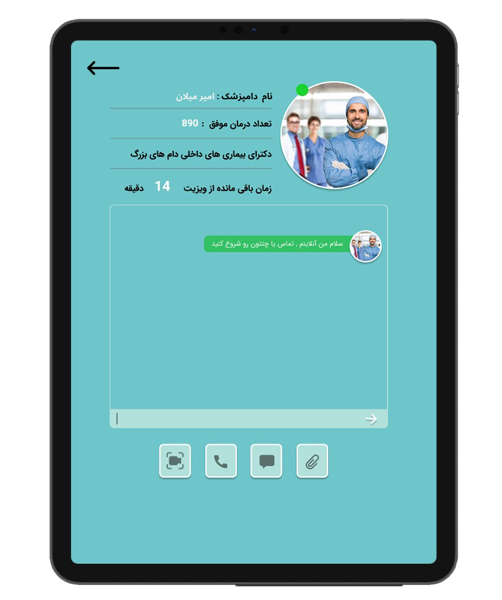 نام دامپزشک : امیر میلان
تعداد درمان موفق : 890
دکترای بیماری های داخلی دام های بزرگ
زمان باقی مانده از ویزیت 14 دقیقه
سلام من آنلاینم , تماس یا چتتون رو شروع کنید